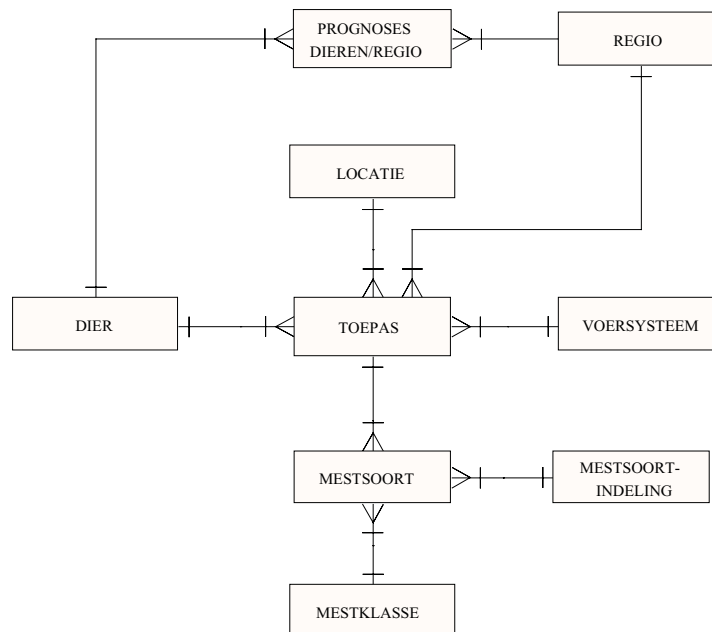 PROGNOSES
DIEREN/REGIO
REGIO
LOCATIE
DIER
TOEPAS
VOERSYSTEEM
MESTSOORT
MESTSOORT-
INDELING
MESTKLASSE